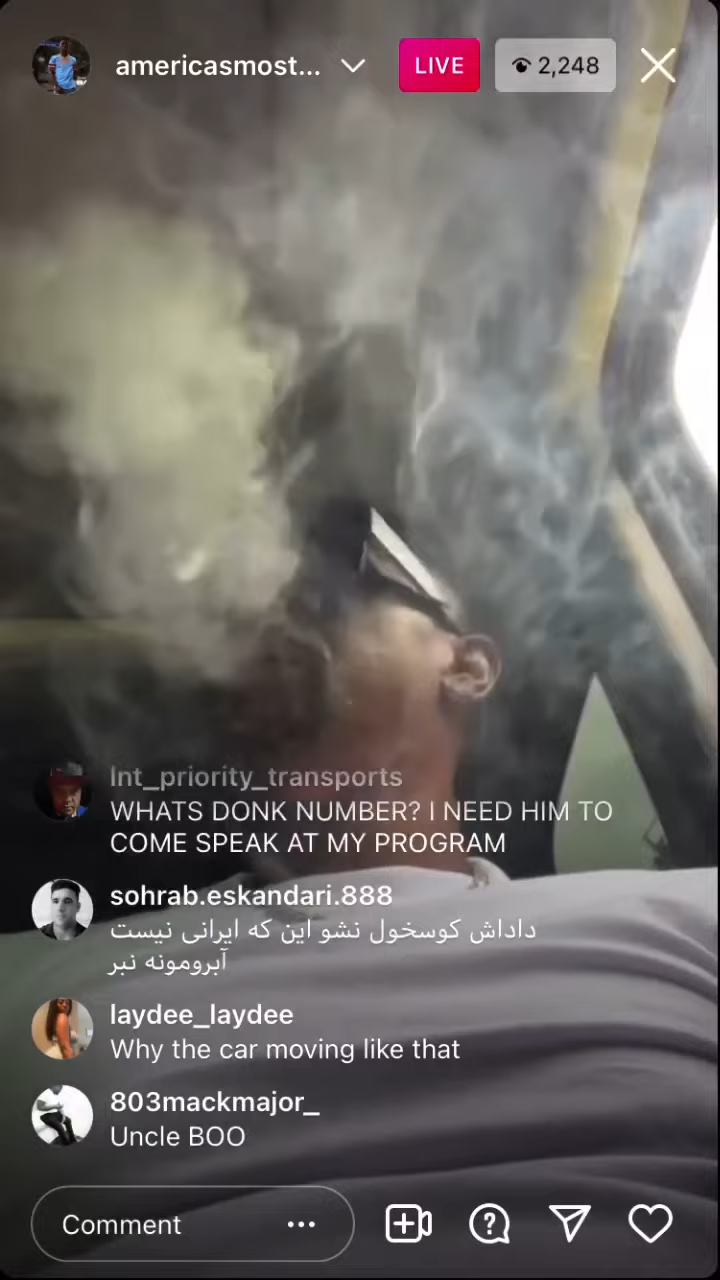 americasmost...
LIVE
2,248
Int_priority_transports
WHATS DONK NUMBER? I NEED HIM TO
COME SPEAK AT MY PROGRAM
sohrab.eskandari.888
داداش کوسخول نشو این که ایرانی نیست
آبرومونه نبر
laydee_laydee
Why the car moving like that
803mackmajor_
Uncle BOO
Comment